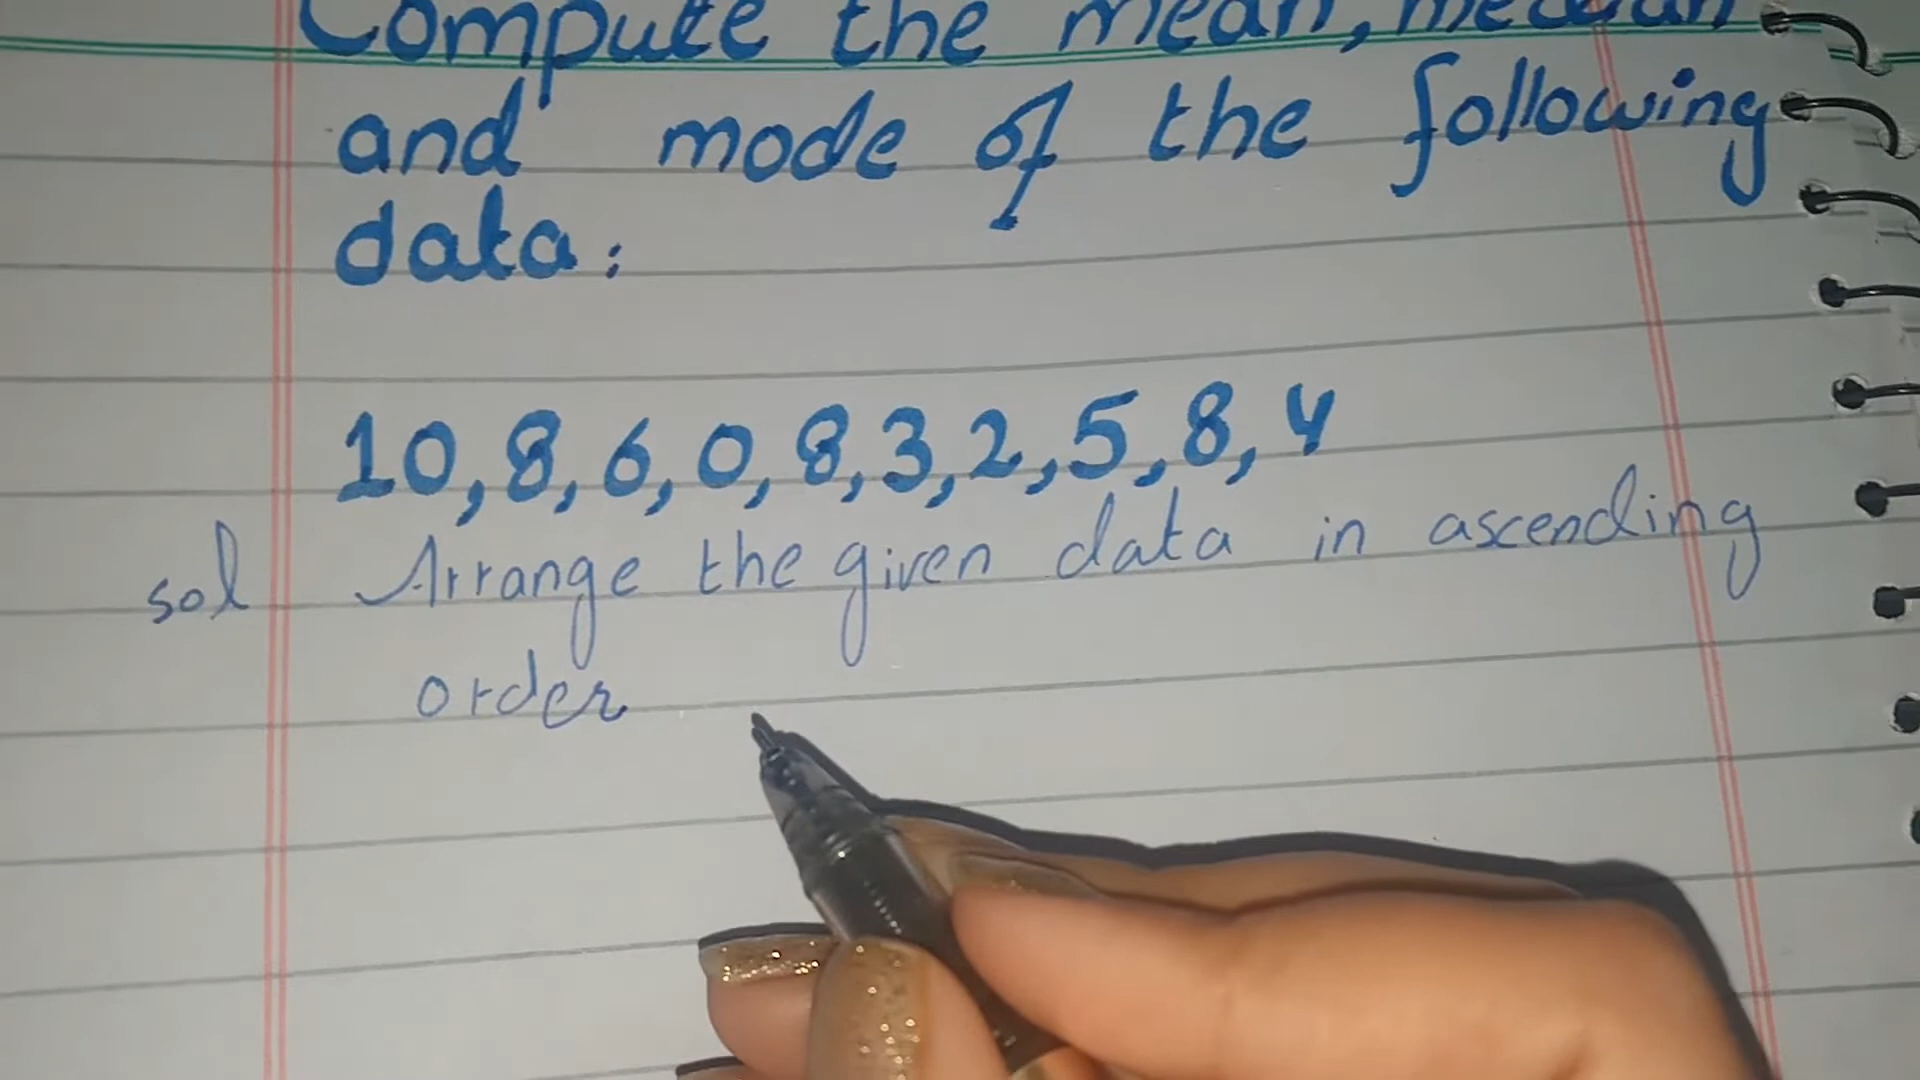 Compute the mean, median
and mode of the following
data:
10, 8, 6, 0, 8, 3, 2, 5, 8, 4
sol Arrange the given data in ascending
order